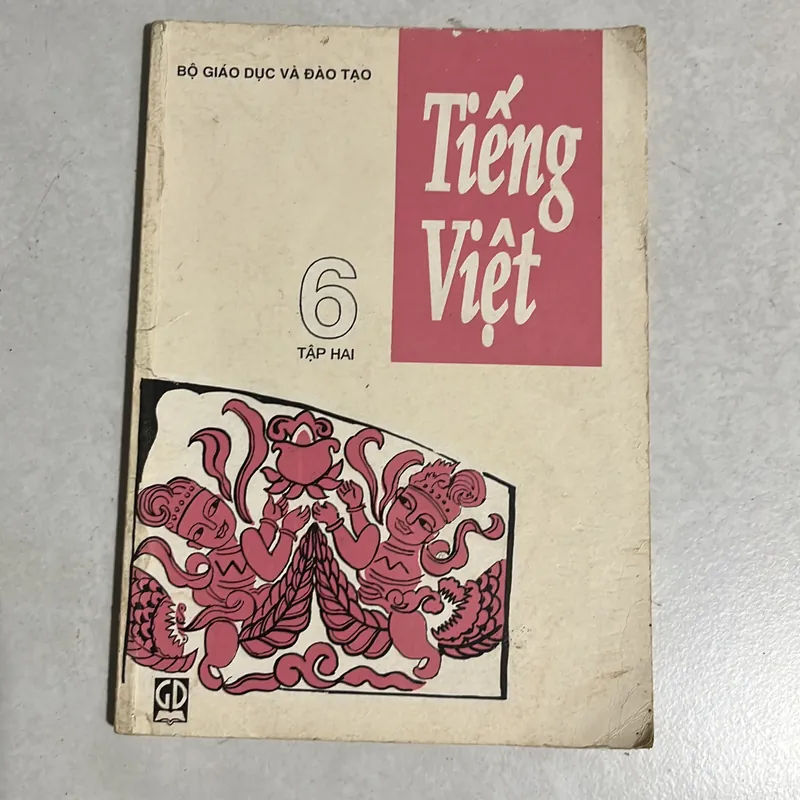 BỘ GIÁO DỤC VÀ ĐÀO TẠO
Tiếng
Việt
6
TẬP HAI
GD